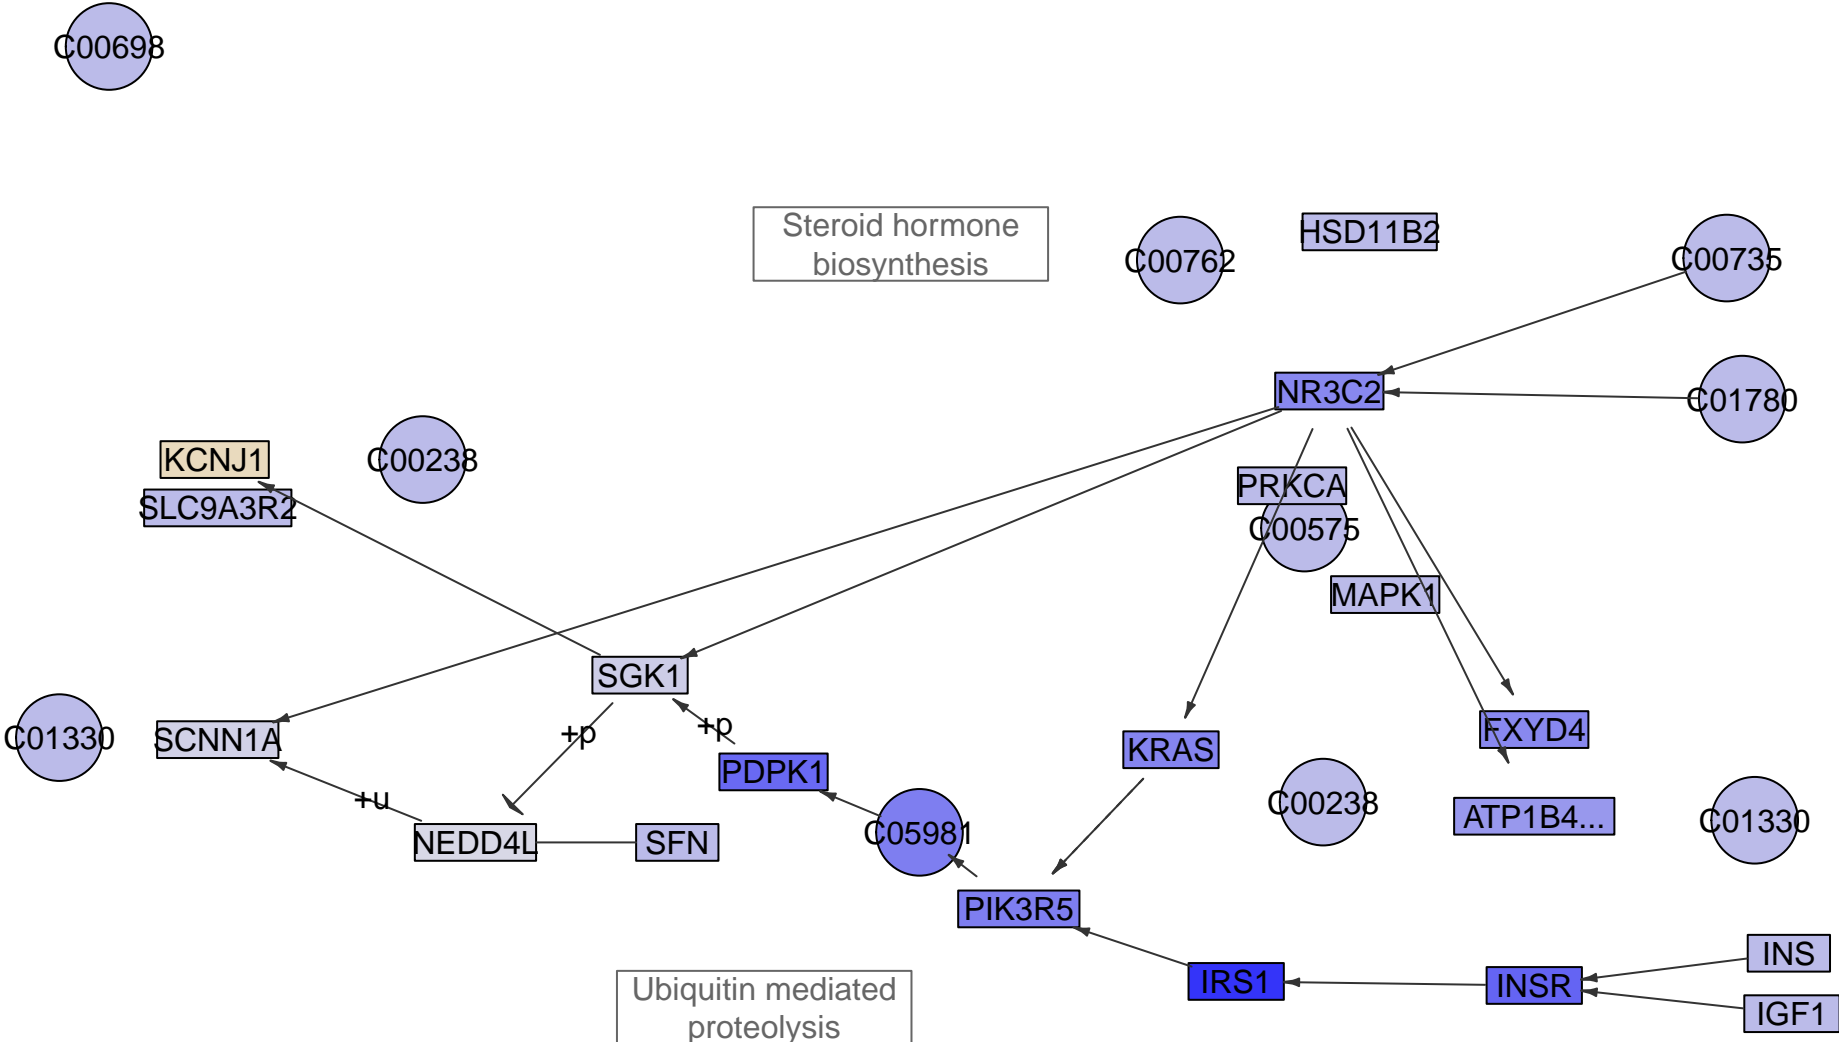 C00698
Steroid hormone
biosynthesis
C00762
HSD11B2
C00735
NR3C2
C01780
KCNJ1
C00238
SLC9A3R2
PRKCA
C00575
MAPK1
SGK1
C01330
SCNN1A
+p
+p
KRAS
FXYD4
PDPK1
+u
C00238
ATP1B4...
C01330
NEDD4L
SFN
C05981
PIK3R5
INS
IRS1
INSR
IGF1
Ubiquitin mediated
proteolysis